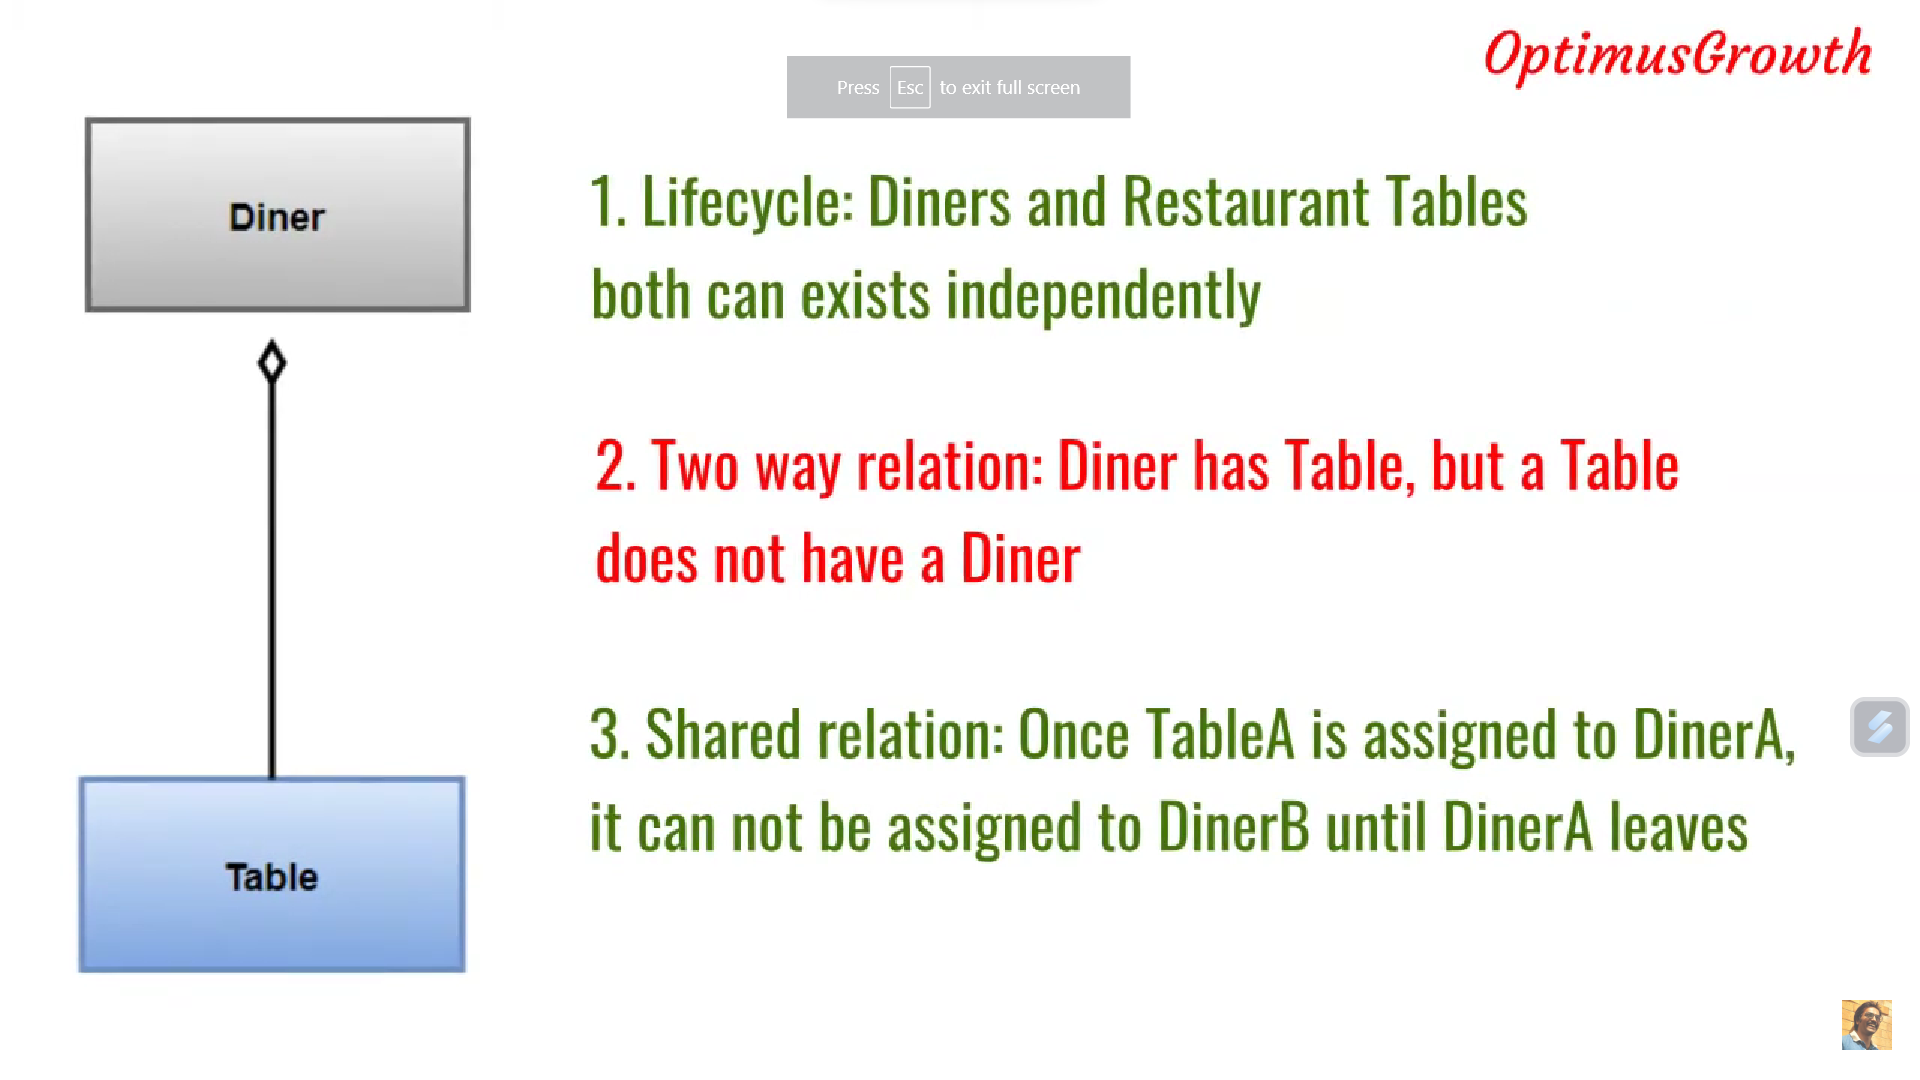 OptimusGrowth
Press Esc to exit full screen
Diner
1. Lifecycle: Diners and Restaurant Tables
both can exists independently
2. Two way relation: Diner has Table, but a Table
does not have a Diner
3. Shared relation: Once TableA is assigned to DinerA,
it can not be assigned to DinerB until DinerA leaves
Table